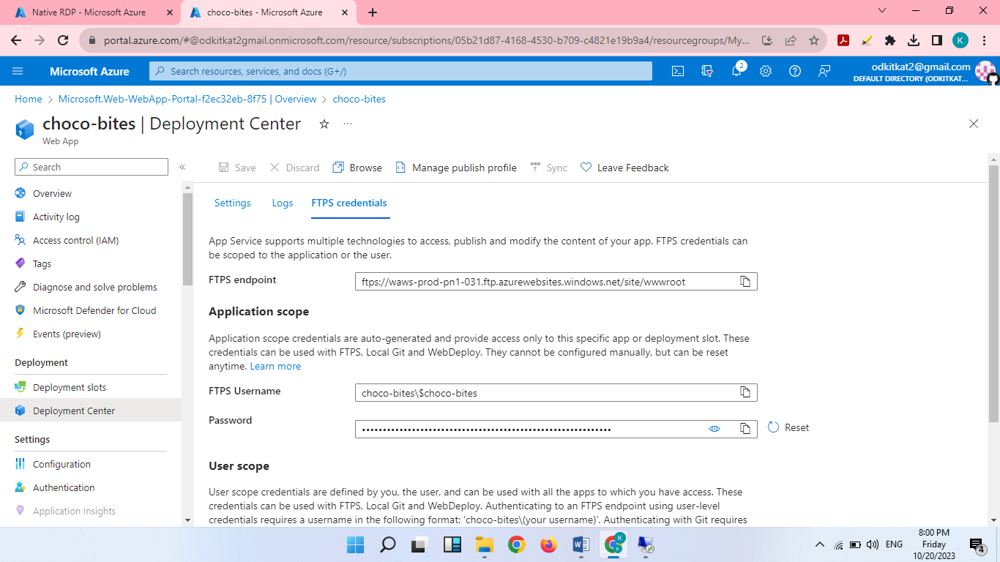 Native RDP - Microsoft Azure
choco-bites - Microsoft Azure
portal.azure.com/#@odkitkat2gmail.onmicrosoft.com/resource/subscriptions/05b21d87-4168-4530-b709-c4821e19b9a4/resourcegroups/My...
K
Microsoft Azure
Search resources, services, and docs (G+/)
2
odkitkat2@gmail.com
DEFAULT DIRECTORY (ODKITKAT...
Home > Microsoft.Web-WebApp-Portal-f2ec32eb-8f75 | Overview > choco-bites
choco-bites | Deployment Center
Web App
Search
Overview
Activity log
Access control (IAM)
Tags
Diagnose and solve problems
Microsoft Defender for Cloud
Events (preview)
Deployment
Deployment slots
Deployment Center
Settings
Configuration
Authentication
Application Insights
Save
Discard
Browse
Manage publish profile
Sync
Leave Feedback
Settings
Logs
FTPS credentials
App Service supports multiple technologies to access, publish and modify the content of your app. FTPS credentials can
be scoped to the application or the user.
FTPS endpoint
ftps://waws-prod-pn1-031.ftp.azurewebsites.windows.net/site/wwwroot
Application scope
Application scope credentials are auto-generated and provide access only to this specific app or deployment slot. These
credentials can be used with FTPS, Local Git and WebDeploy. They cannot be configured manually, but can be reset
anytime. Learn more
FTPS Username
choco-bites\$choco-bites
Password
Reset
User scope
User scope credentials are defined by you, the user, and can be used with all the apps to which you have access. These
credentials can be used with FTPS, Local Git and WebDeploy. Authenticating to an FTPS endpoint using user-level
credentials requires a username in the following format: 'choco-bites\(your username)'. Authenticating with Git requires
K
ENG
8:00 PM
Friday
10/20/2023
4